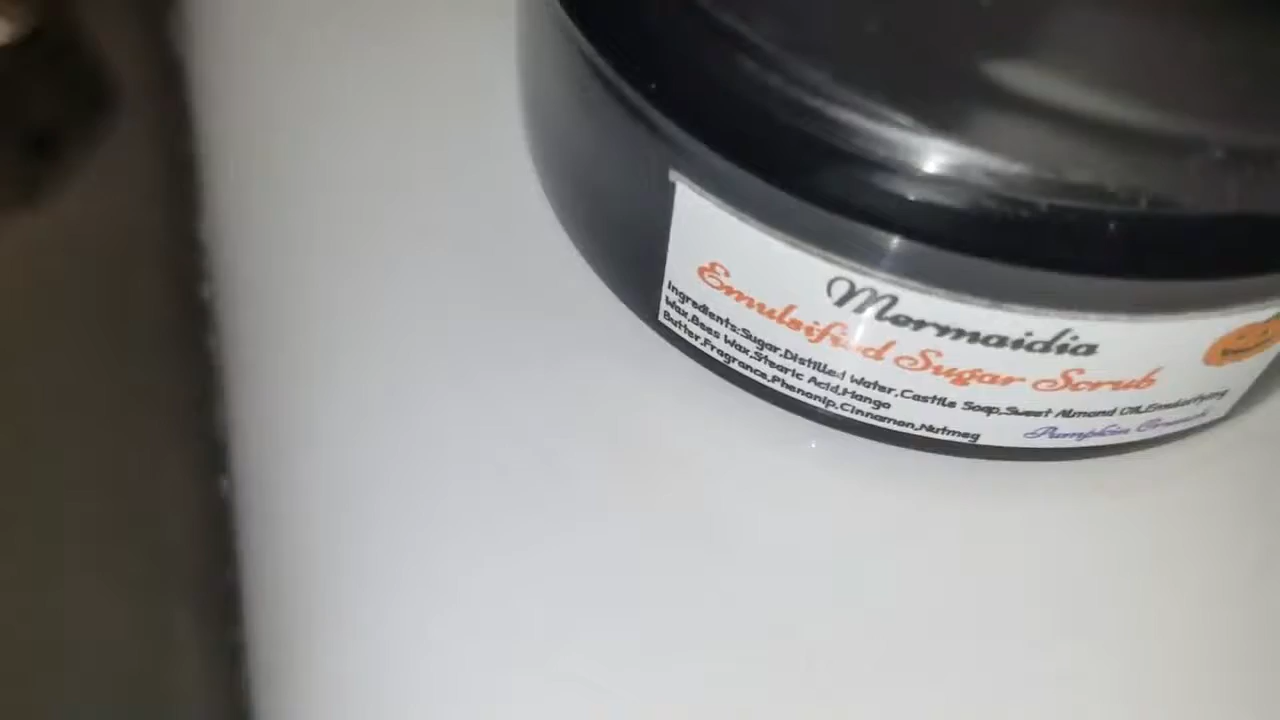 Mermaidia
Emulsified Sugar Scrub
Ingredients:Sugar,Distilled Water,Castile Soap,Sweet Almond Oil,Emulsifying
Wax,Bees Wax,Stearic Acid,Mango
Butter,Fragrance,Phenonip,Cinnamon,Nutmeg
Pumpkin